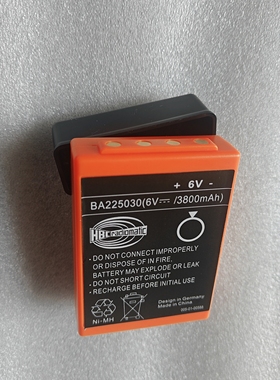 + 6V -
BA225030(6V⎓/3800mAh)
HBC radiomatic
- DO NOT CONNECT IMPROPERLY
OR DISPOSE OF IN FIRE,
BATTERY MAY EXPLODE OR LEAK
- DO NOT SHORT CIRCUIT
- RECHARGE BEFORE INITIAL USE
Ni-MH
Design in Germany
Made in China